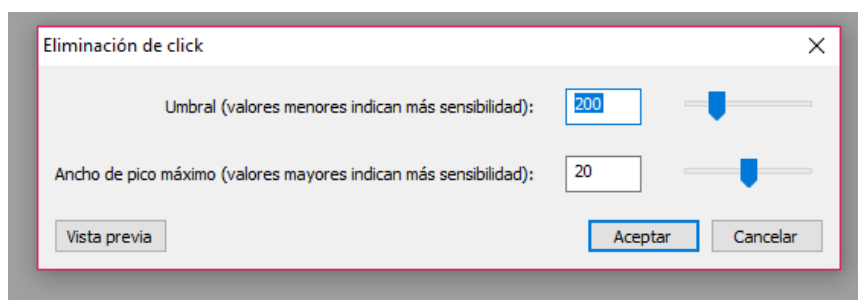 Eliminación de click
Umbral (valores menores indican más sensibilidad): 200
Ancho de pico máximo (valores mayores indican más sensibilidad): 20
Vista previa Aceptar Cancelar